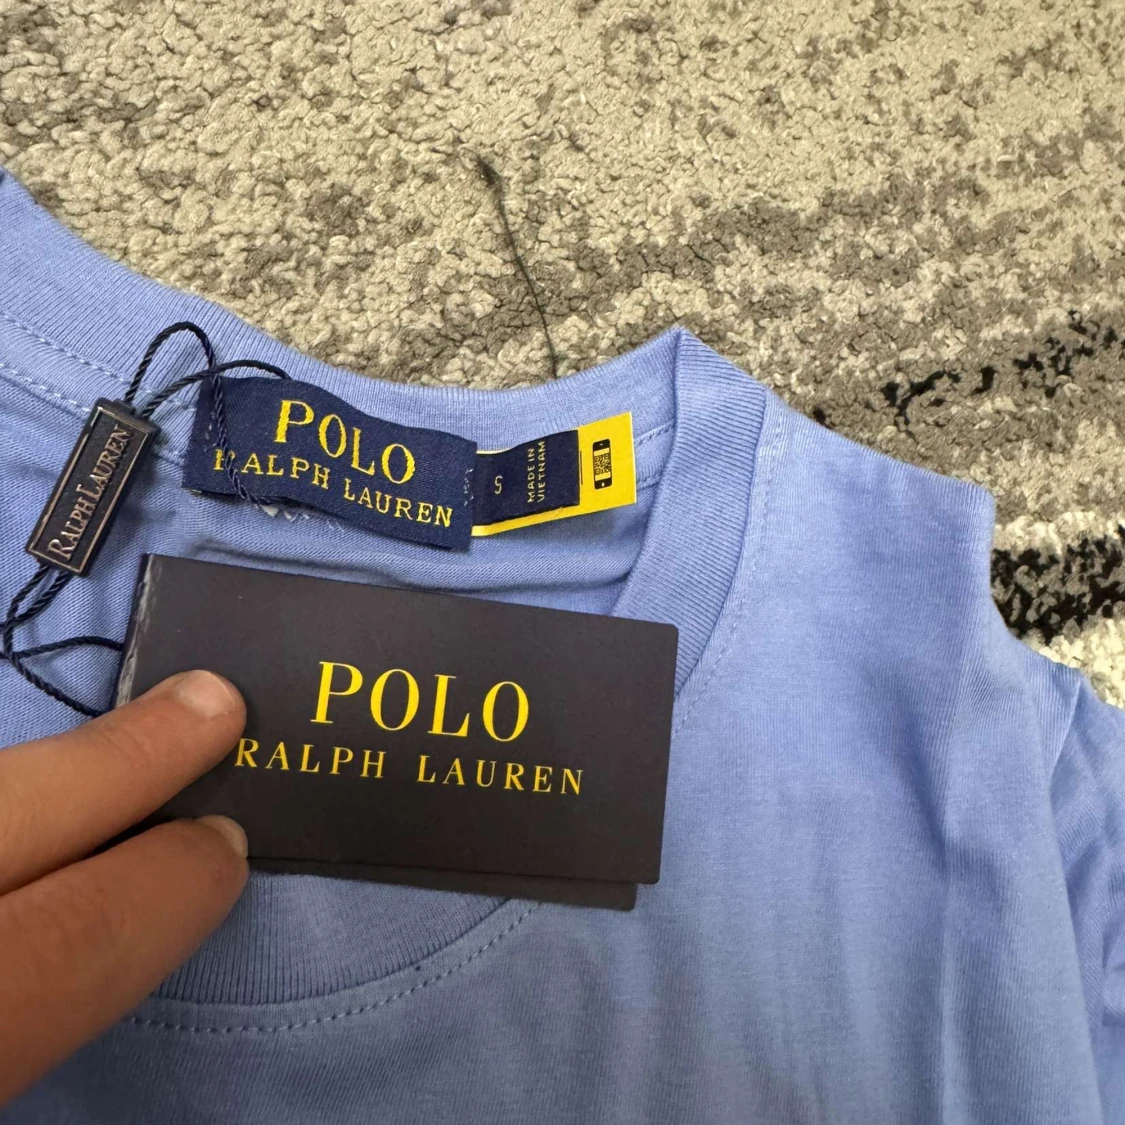 POLO
RALPH LAUREN
S
MADE IN
VIETNAM
RALPH LAUREN
POLO
RALPH LAUREN